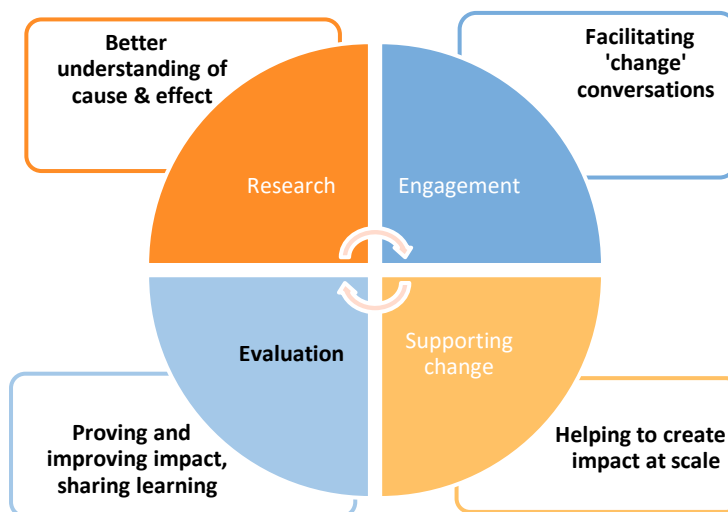 Better
understanding of
cause & effect
Facilitating
'change'
conversations
Research
Engagement
Evaluation
Supporting
change
Proving and
improving impact,
sharing learning
Helping to create
impact at scale